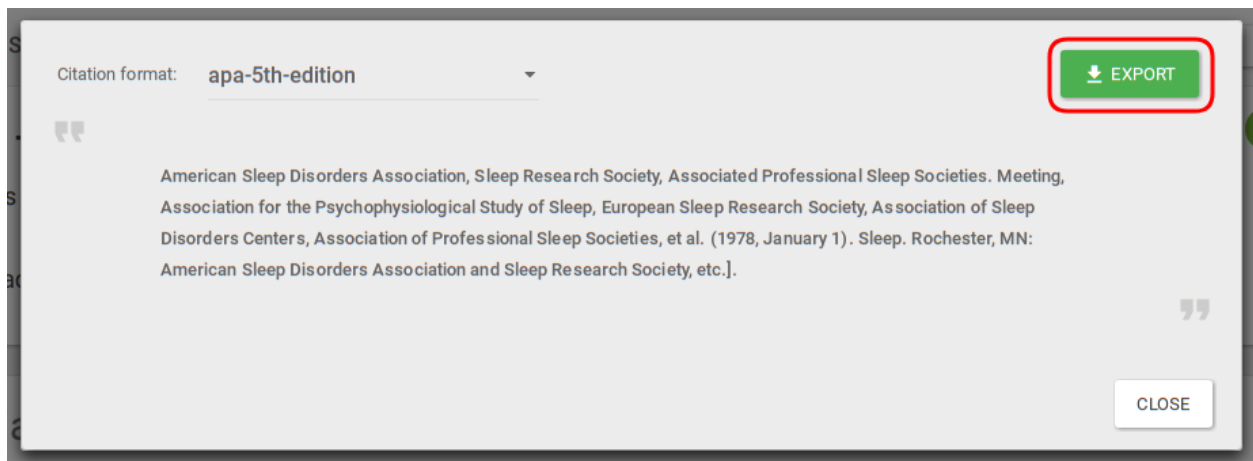 Citation format: apa-5th-edition EXPORT
American Sleep Disorders Association, Sleep Research Society, Associated Professional Sleep Societies. Meeting,
Association for the Psychophysiological Study of Sleep, European Sleep Research Society, Association of Sleep
Disorders Centers, Association of Professional Sleep Societies, et al. (1978, January 1). Sleep. Rochester, MN:
American Sleep Disorders Association and Sleep Research Society, etc.].
CLOSE